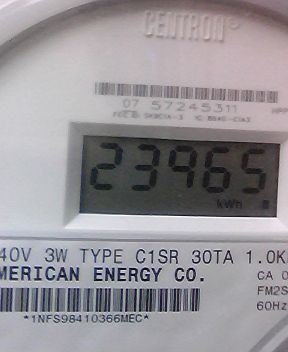 CENTRON®
07 57245311
23965
kWh
40V 3W TYPE C1SR 30TA 1.0K
MERICAN ENERGY CO. CA 0
FM2S
60Hz
*1NFS98410366MEC*